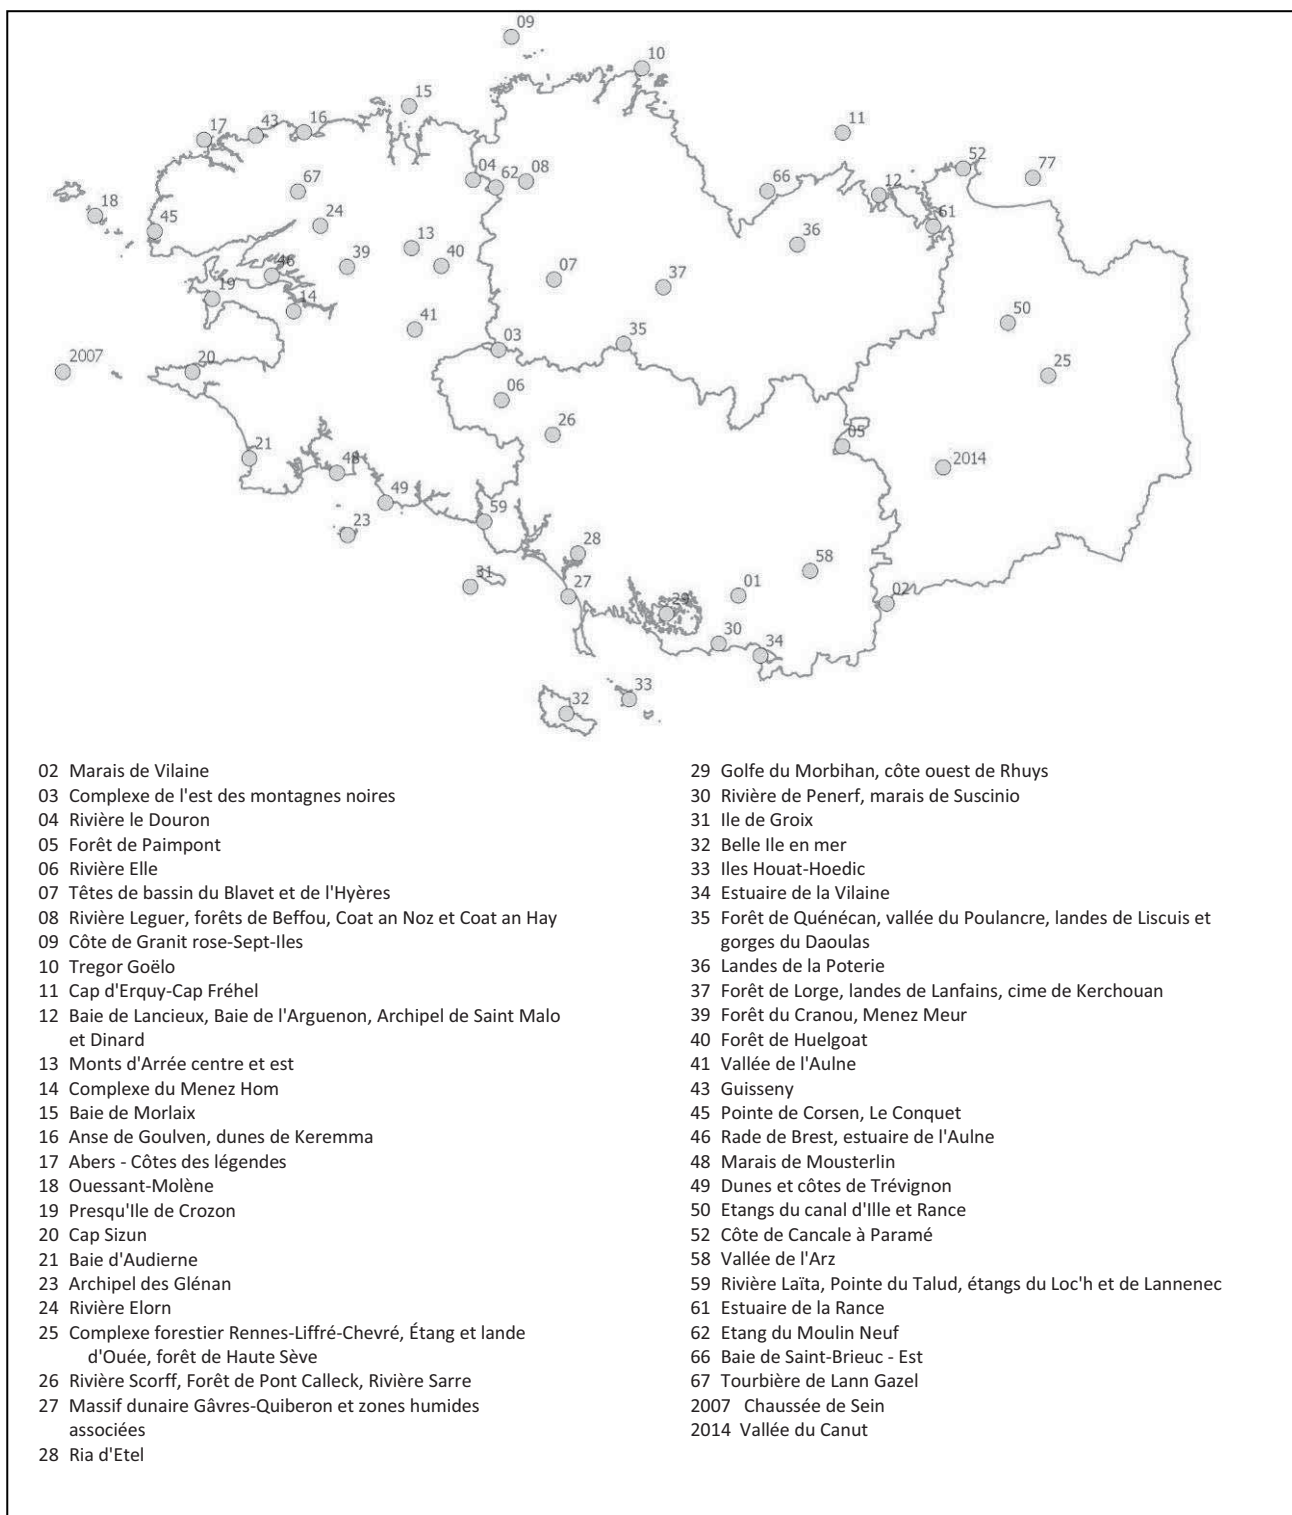 09
10
15
11
17
43
16
52
77
04
62
08
66
12
67
18
24
61
45
13
36
39
40
46
07
37
19
14
50
41
03
35
2007
20
25
06
26
05
21
48
2014
49
59
23
28
58
31
27
01
02
29
30
34
33
32
02 Marais de Vilaine
03 Complexe de l'est des montagnes noires
04 Rivière le Douron
05 Forêt de Paimpont
06 Rivière Elle
07 Têtes de bassin du Blavet et de l'Hyères
08 Rivière Leguer, forêts de Beffou, Coat an Noz et Coat an Hay
09 Côte de Granit rose-Sept-Iles
10 Tregor Goëlo
11 Cap d'Erquy-Cap Fréhel
12 Baie de Lancieux, Baie de l'Arguenon, Archipel de Saint Malo
et Dinard
13 Monts d'Arrée centre et est
14 Complexe du Menez Hom
15 Baie de Morlaix
16 Anse de Goulven, dunes de Keremma
17 Abers - Côtes des légendes
18 Ouessant-Molène
19 Presqu'Ile de Crozon
20 Cap Sizun
21 Baie d'Audierne
23 Archipel des Glénan
24 Rivière Elorn
25 Complexe forestier Rennes-Liffré-Chevré, Étang et lande
d'Ouée, forêt de Haute Sève
26 Rivière Scorff, Forêt de Pont Calleck, Rivière Sarre
27 Massif dunaire Gâvres-Quiberon et zones humides
associées
28 Ria d'Etel
29 Golfe du Morbihan, côte ouest de Rhuys
30 Rivière de Penerf, marais de Suscinio
31 Ile de Groix
32 Belle Ile en mer
33 Iles Houat-Hoedic
34 Estuaire de la Vilaine
35 Forêt de Quénécan, vallée du Poulancre, landes de Liscuis et
gorges du Daoulas
36 Landes de la Poterie
37 Forêt de Lorge, landes de Lanfains, cime de Kerchouan
39 Forêt du Cranou, Menez Meur
40 Forêt de Huelgoat
41 Vallée de l'Aulne
43 Guisseny
45 Pointe de Corsen, Le Conquet
46 Rade de Brest, estuaire de l'Aulne
48 Marais de Mousterlin
49 Dunes et côtes de Trévignon
50 Etangs du canal d'Ille et Rance
52 Côte de Cancale à Paramé
58 Vallée de l'Arz
59 Rivière Laïta, Pointe du Talud, étangs du Loc'h et de Lannenec
61 Estuaire de la Rance
62 Etang du Moulin Neuf
66 Baie de Saint-Brieuc - Est
67 Tourbière de Lann Gazel
2007 Chaussée de Sein
2014 Vallée du Canut